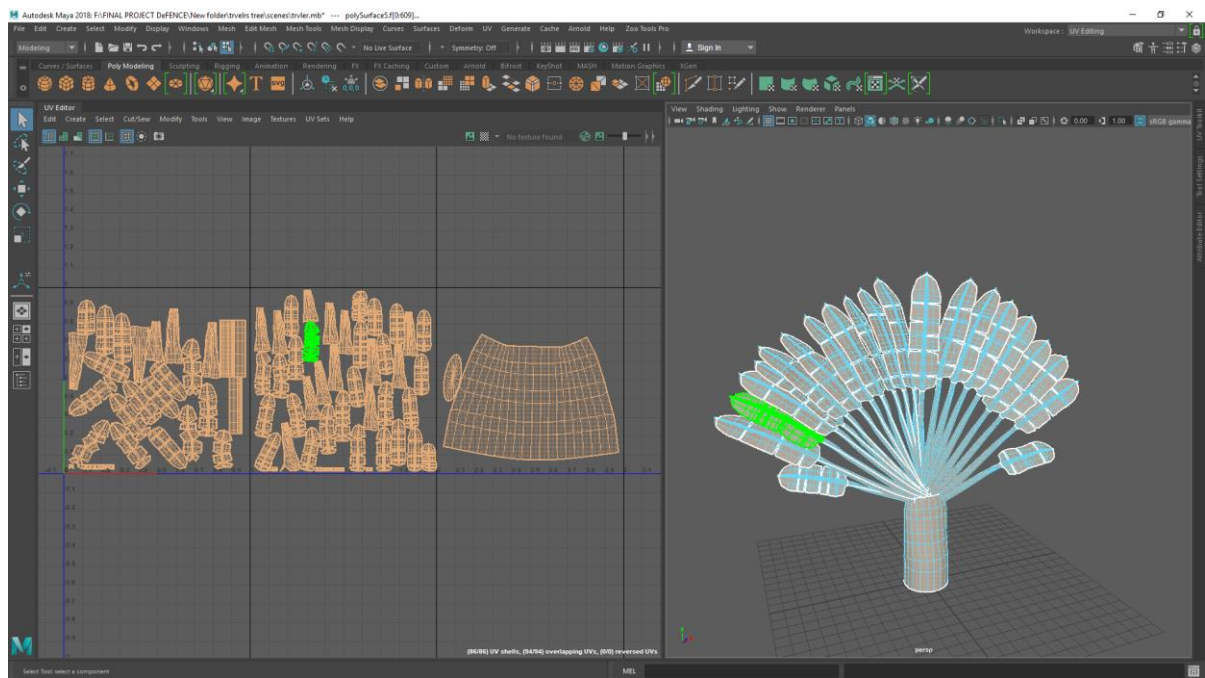 Autodesk Maya 2018: F:\FINAL PROJECT DeFENCE\New folder\trvelrs tree\scenes\trvler.mb* --- polySurface5.f[0:609]...
File Edit Create Select Modify Display Windows Mesh Edit Mesh Mesh Tools Mesh Display Curves Surfaces Deform UV Generate Cache Arnold Help Zoo Tools Pro
Workspace: UV Editing
Modeling
No Live Surface
Symmetry: Off
Sign In
Curves / Surfaces Poly Modeling Sculpting Rigging Animation Rendering FX FX Caching Custom Arnold Bifrost KeyShot MASH Motion Graphics XGen
UV Editor
Edit Create Select Cut/Sew Modify Tools View Image Textures UV Sets Help
No texture found
View Shading Lighting Show Renderer Panels
0.00 1.00 sRGB gamma
UV Toolkit
Tool Settings
Attribute Editor
(86/86) UV shells, (94/94) overlapping UVs, (0/0) reversed UVs
persp
Select Tool: select a component
MEL